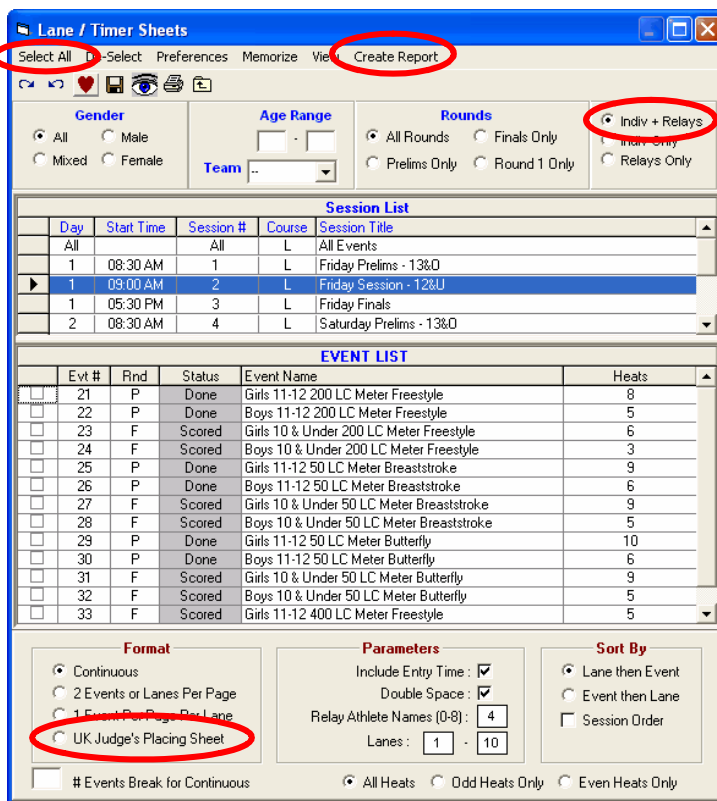 Lane / Timer Sheets
Select All De-Select Preferences Memorize View Create Report
Gender Age Range Rounds
All Male - All Rounds Finals Only Indiv + Relays
Indiv Only
Mixed Female Team -- Prelims Only Round 1 Only Relays Only
Session List
Day Start Time Session # Course Session Title
All All L All Events
1 08:30 AM 1 L Friday Prelims - 13&O
1 09:00 AM 2 L Friday Session - 12&U
1 05:30 PM 3 L Friday Finals
2 08:30 AM 4 L Saturday Prelims - 13&O
EVENT LIST
Evt # Rnd Status Event Name Heats
21 P Done Girls 11-12 200 LC Meter Freestyle 8
22 P Done Boys 11-12 200 LC Meter Freestyle 5
23 F Scored Girls 10 & Under 200 LC Meter Freestyle 6
24 F Scored Boys 10 & Under 200 LC Meter Freestyle 3
25 P Done Girls 11-12 50 LC Meter Breaststroke 9
26 P Done Boys 11-12 50 LC Meter Breaststroke 6
27 F Scored Girls 10 & Under 50 LC Meter Breaststroke 9
28 F Scored Boys 10 & Under 50 LC Meter Breaststroke 5
29 P Done Girls 11-12 50 LC Meter Butterfly 10
30 P Done Boys 11-12 50 LC Meter Butterfly 6
31 F Scored Girls 10 & Under 50 LC Meter Butterfly 9
32 F Scored Boys 10 & Under 50 LC Meter Butterfly 5
33 F Scored Girls 11-12 400 LC Meter Freestyle 5
Format Parameters Sort By
Continuous Include Entry Time : Lane then Event
2 Events or Lanes Per Page Double Space : Event then Lane
1 Event Per Page Per Lane Relay Athlete Names (0-8) : 4 Session Order
UK Judge's Placing Sheet Lanes : 1 - 10
# Events Break for Continuous All Heats Odd Heats Only Even Heats Only